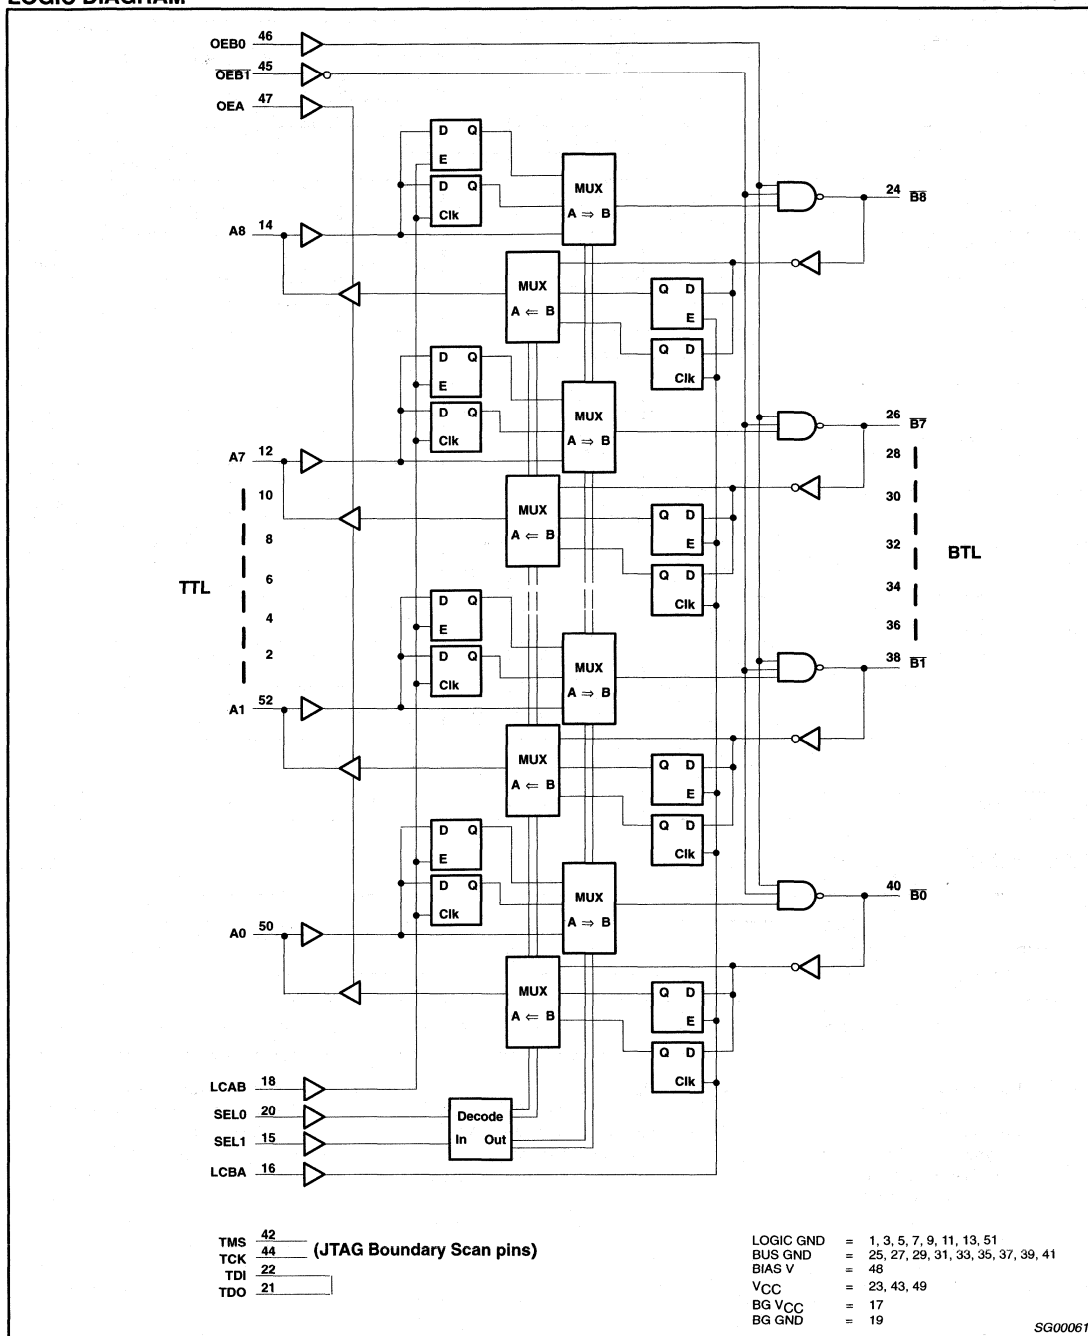 LOGIC DIAGRAM
OEB0 46
OEB1 45
OEA 47
D Q
E
MUX
A ⇒ B
D Q
Clk
24 B8
A8 14
MUX
A ⇐ B
Q D
E
Q D
Clk
D Q
E
MUX
A ⇒ B
D Q
Clk
26 B7
A7 12
28
10
MUX
A ⇐ B
Q D
E
30
8
32
BTL
TTL
6
Q D
Clk
34
4
D Q
E
36
2
MUX
A ⇒ B
D Q
Clk
38 B1
A1 52
MUX
A ⇐ B
Q D
E
Q D
Clk
D Q
E
MUX
A ⇒ B
D Q
Clk
40 B0
A0 50
MUX
A ⇐ B
Q D
E
Q D
Clk
LCAB 18
SEL0 20
SEL1 15
LCBA 16
Decode
In Out
TMS 42
TCK 44
(JTAG Boundary Scan pins)
TDI 22
TDO 21
LOGIC GND = 1, 3, 5, 7, 9, 11, 13, 51
BUS GND = 25, 27, 29, 31, 33, 35, 37, 39, 41
BIAS V = 48
VCC = 23, 43, 49
BG VCC = 17
BG GND = 19
SG00061